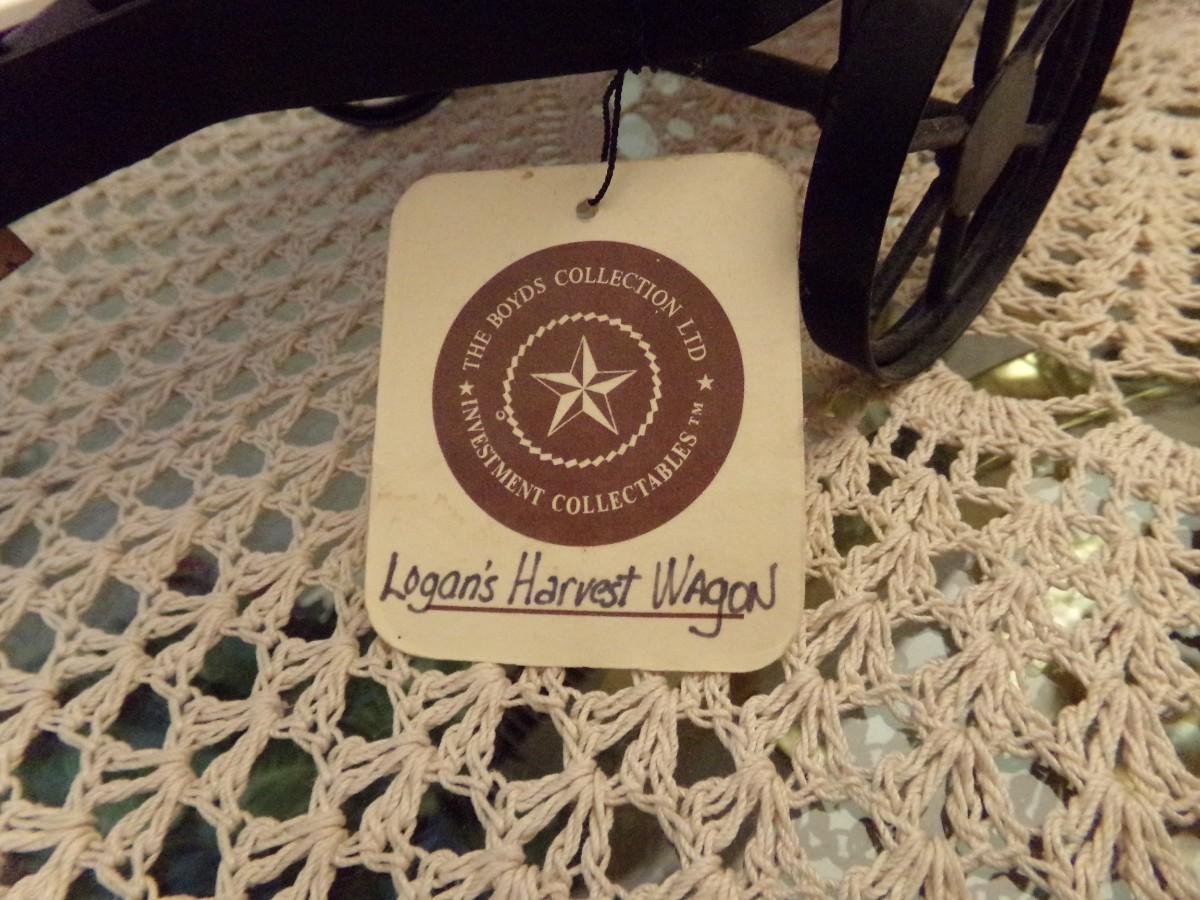 THE BOYDS COLLECTION LTD
★ INVESTMENT COLLECTABLES™ ★
Logan's Harvest Wagon